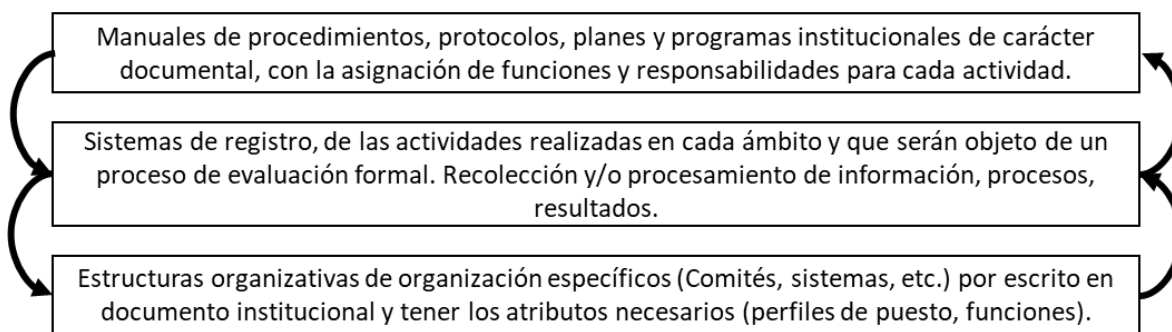 Manuales de procedimientos, protocolos, planes y programas institucionales de carácter
documental, con la asignación de funciones y responsabilidades para cada actividad.
Sistemas de registro, de las actividades realizadas en cada ámbito y que serán objeto de un
proceso de evaluación formal. Recolección y/o procesamiento de información, procesos,
resultados.
Estructuras organizativas de organización específicos (Comités, sistemas, etc.) por escrito en
documento institucional y tener los atributos necesarios (perfiles de puesto, funciones).